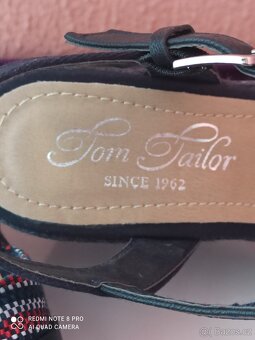 Tom Tailor
SINCE 1962
REDMI NOTE 8 PRO
AI QUAD CAMERA